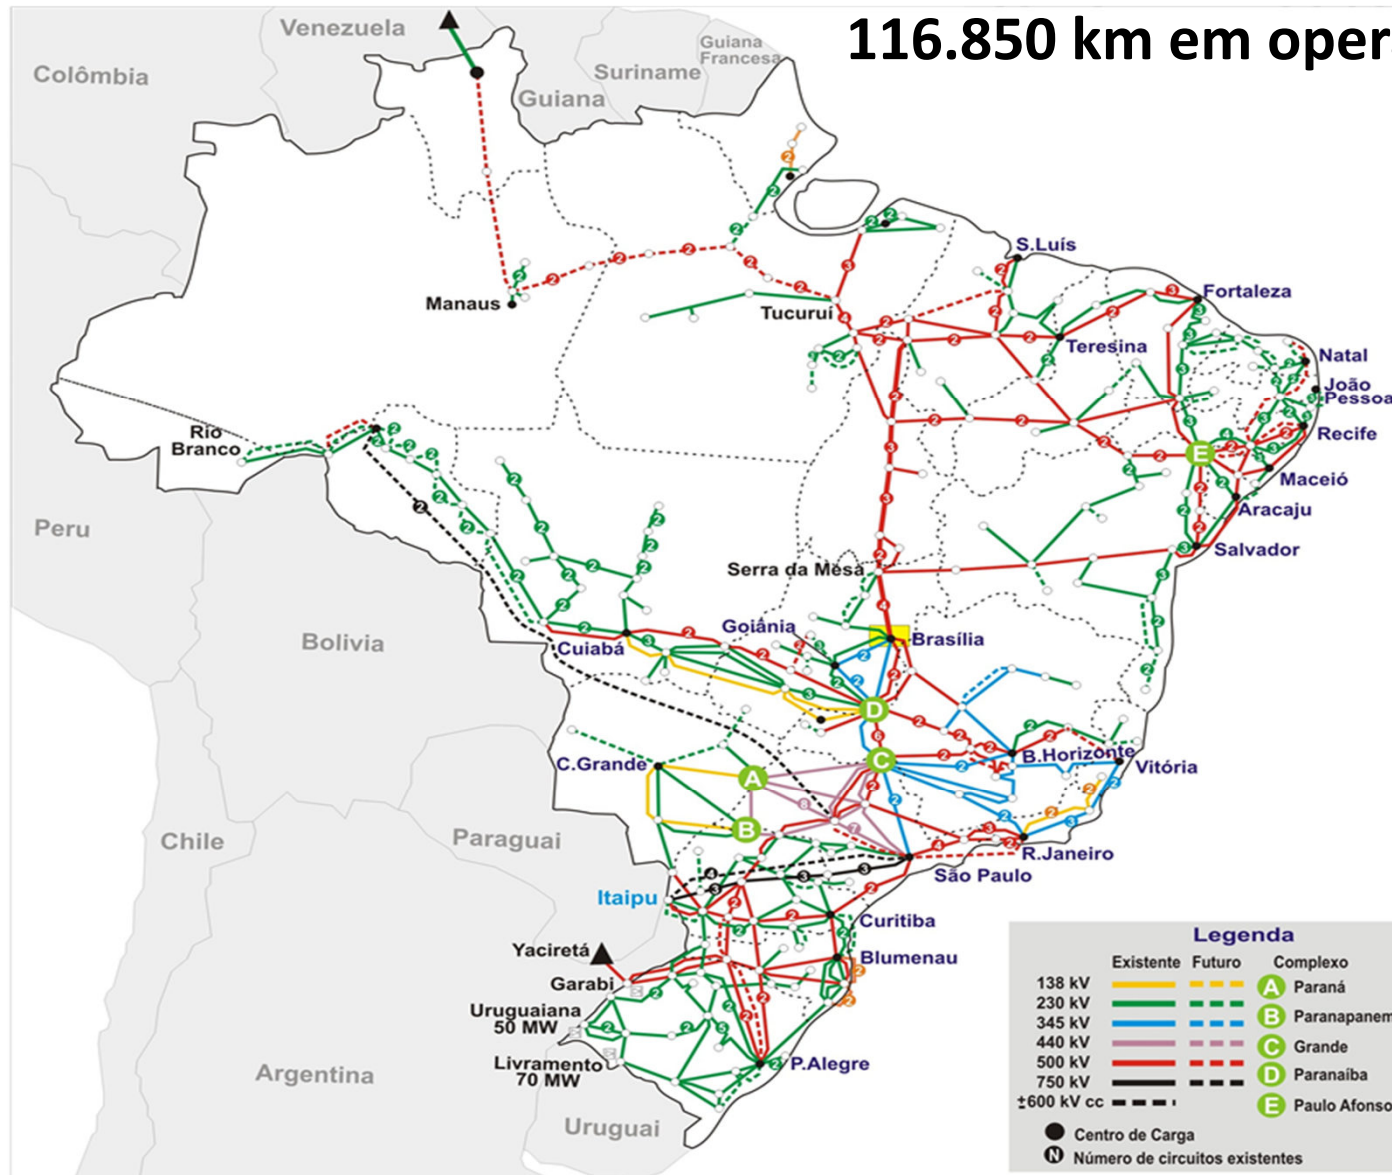 116.850 km em oper
Venezuela
Guiana
Francesa
Colômbia
Suriname
Guiana
S.Luís
Manaus
Tucuruí
Fortaleza
Teresina
Natal
João
Pessoa
Rio
Branco
Recife
Maceió
Aracaju
Peru
Salvador
Serra da Mesa
Goiânia
Brasília
Bolivia
Cuiabá
D
E
B.Horizonte
C
C.Grande
A
Vitória
B
Chile
Paraguai
R.Janeiro
São Paulo
Itaipu
Curitiba
Yaciretá
Blumenau
Garabi
Uruguaiana
50 MW
Livramento
70 MW
P.Alegre
Argentina
Uruguai
Legenda
Existente Futuro Complexo
138 kV A Paraná
230 kV B Paranapanem
345 kV
440 kV C Grande
500 kV D Paranaíba
750 kV
±600 kV cc E Paulo Afonso
Centro de Carga
N Número de circuitos existentes